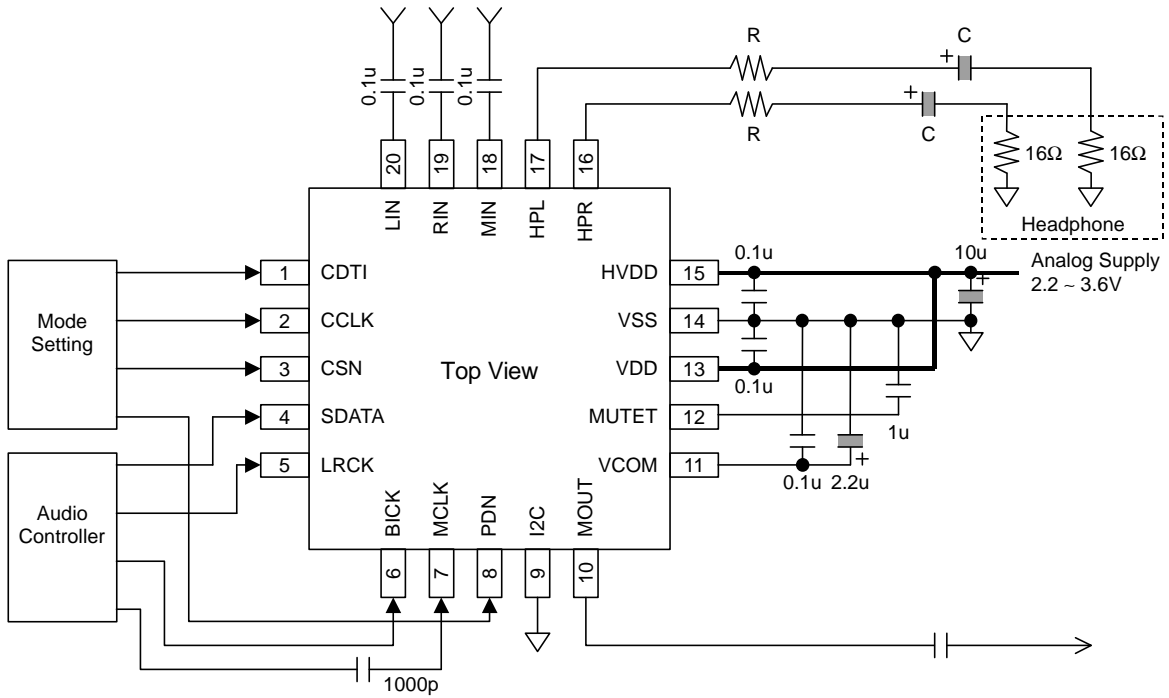 R
C
0.1u
0.1u
0.1u
R
C
20
19
18
17
16
16Ω
16Ω
LIN
RIN
MIN
HPL
HPR
Headphone
Mode
Setting
1
CDTI
2
CCLK
3
CSN
4
SDATA
5
LRCK
Top View
HVDD
15
VSS
14
VDD
13
MUTET
12
VCOM
11
0.1u
10u
Analog Supply
2.2 ~ 3.6V
0.1u
1u
0.1u
2.2u
Audio
Controller
BICK
MCLK
PDN
I2C
MOUT
6
7
8
9
10
1000p